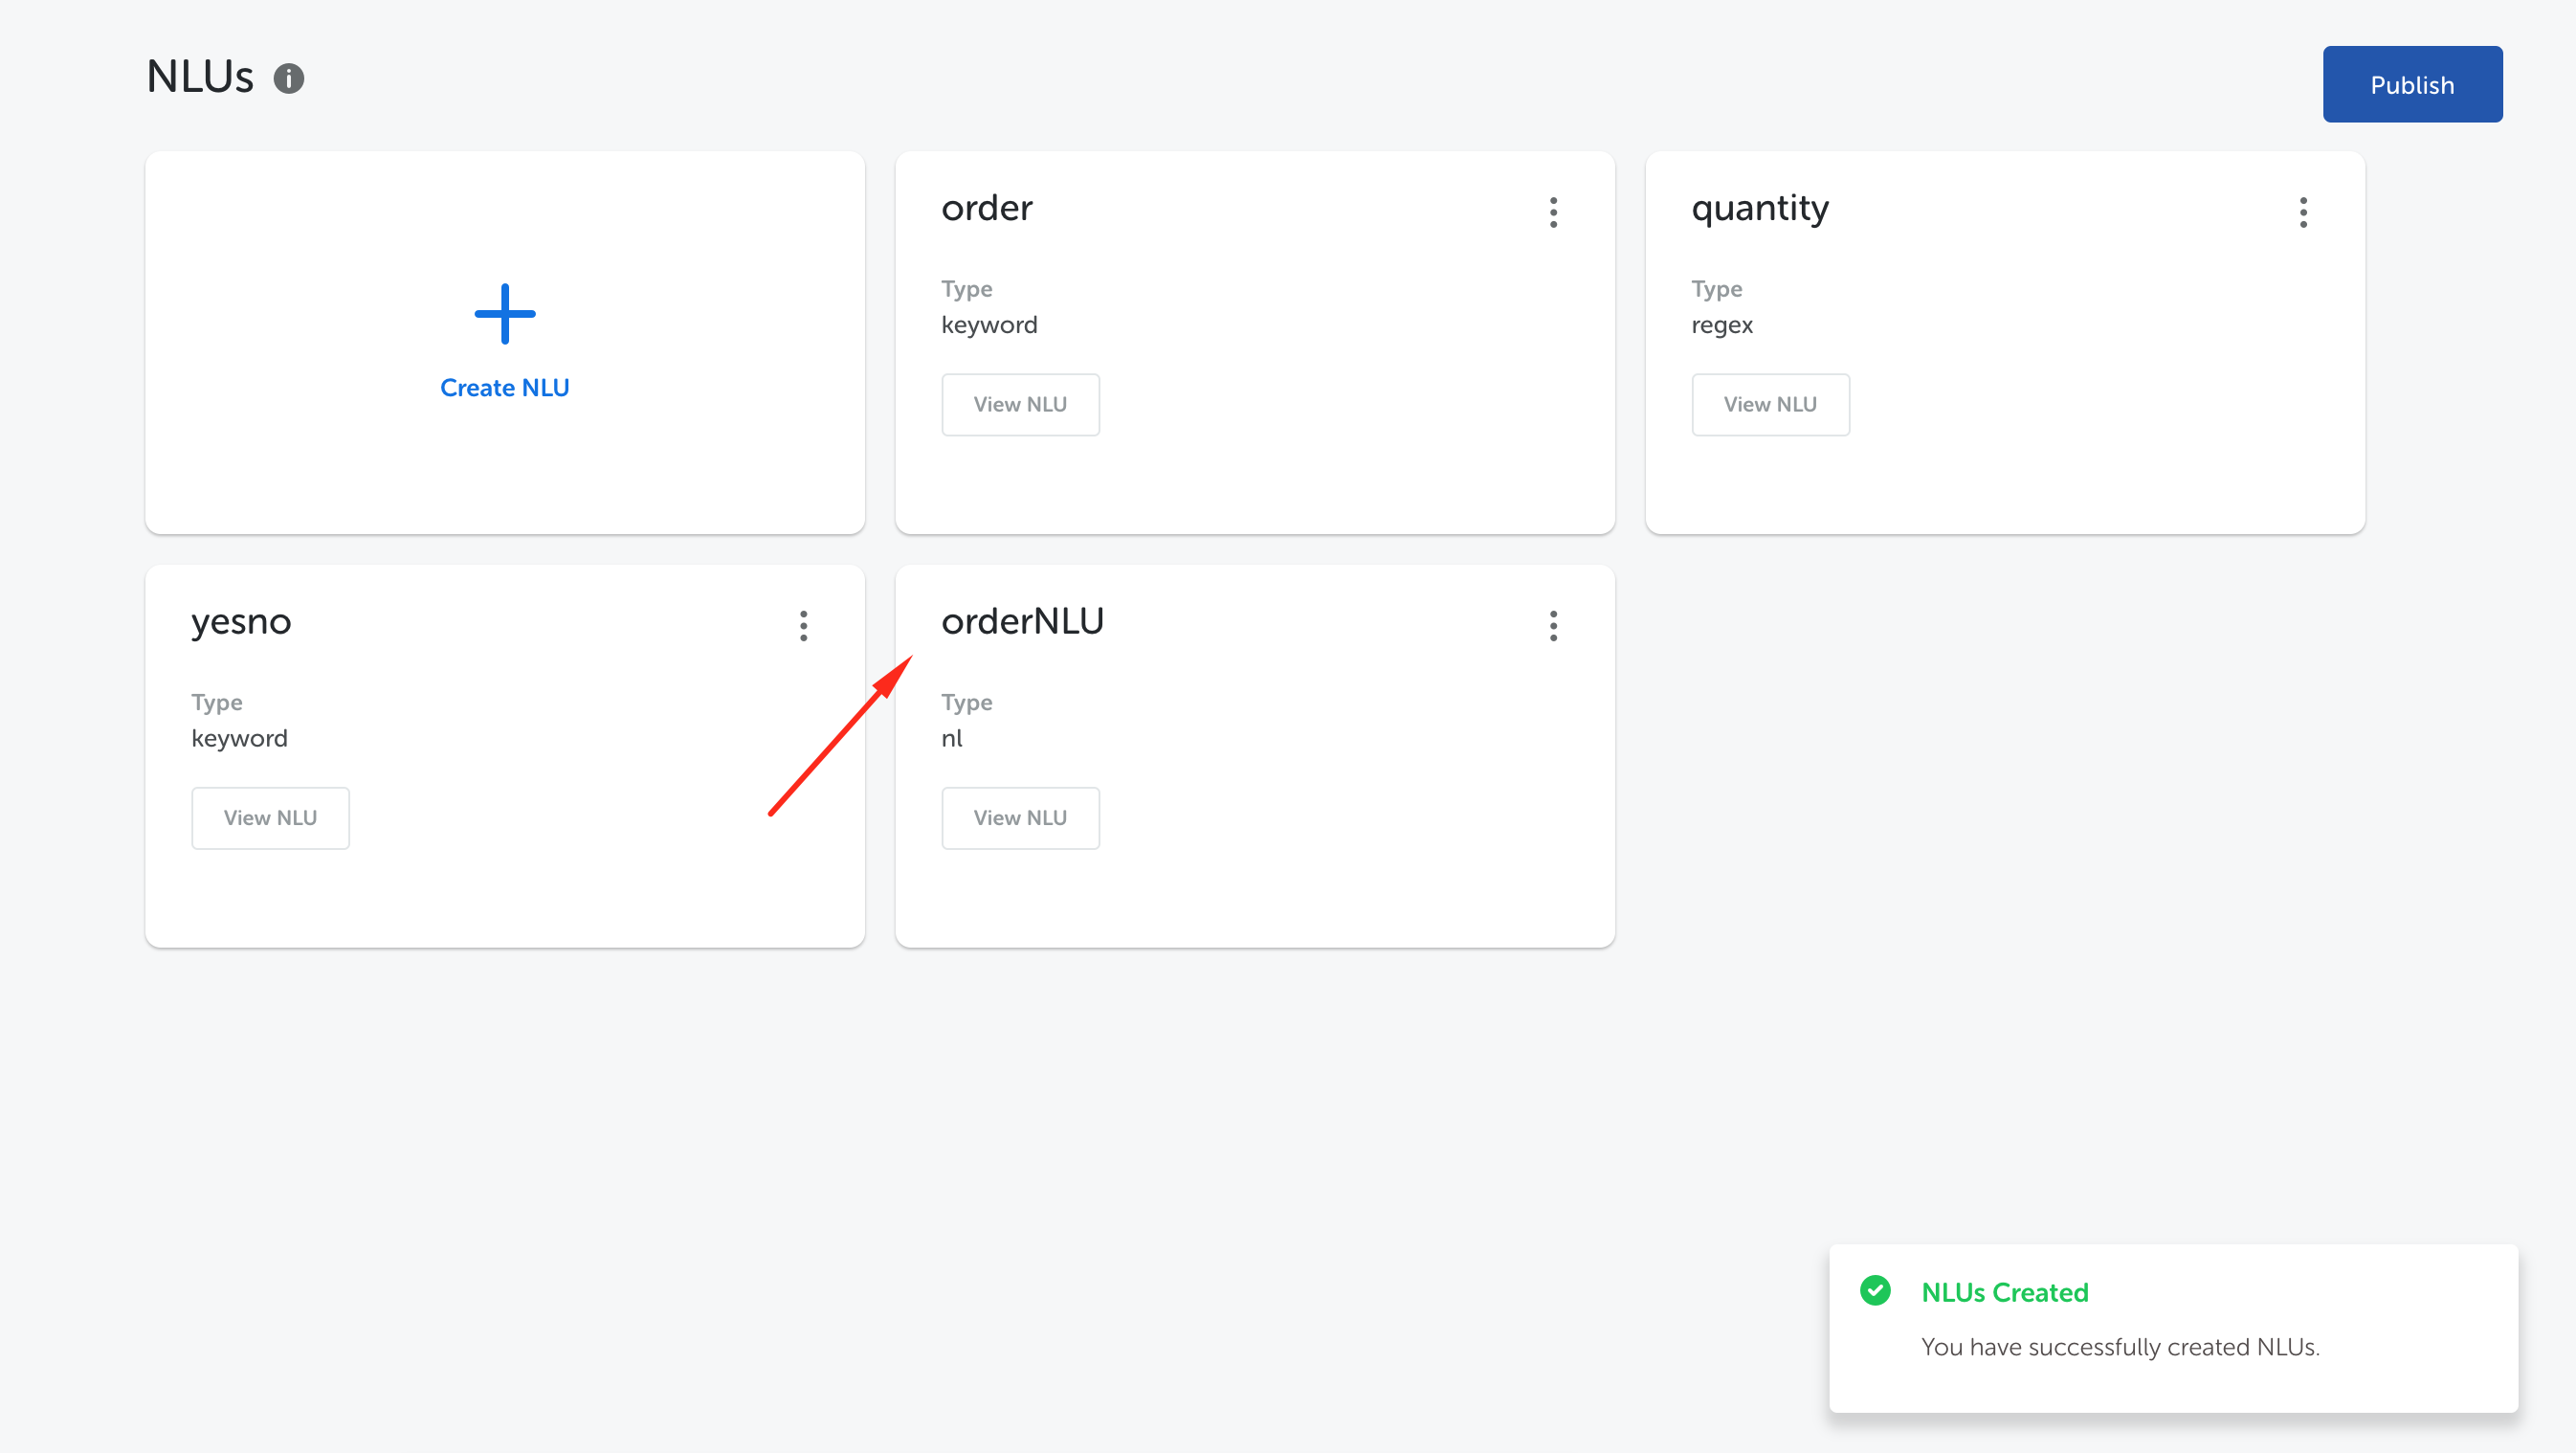 NLUs
Publish
Create NLU
order
Type
keyword
View NLU
quantity
Type
regex
View NLU
yesno
Type
keyword
View NLU
orderNLU
Type
nl
View NLU
NLUs Created
You have successfully created NLUs.